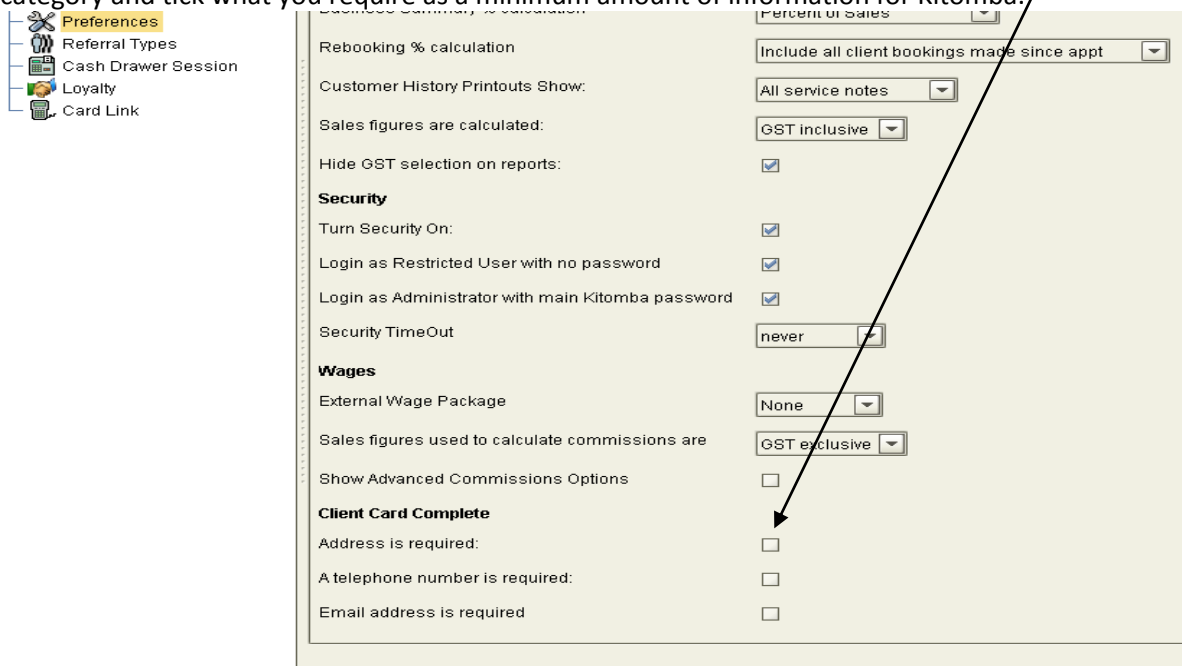 category and tick what you require as a minimum amount of information for Kitomba.
Preferences
Referral Types
Cash Drawer Session
Loyalty
Card Link
Business Summary % calculation
Percent of Sales
Rebooking % calculation
Include all client bookings made since appt
Customer History Printouts Show:
All service notes
Sales figures are calculated:
GST inclusive
Hide GST selection on reports:
Security
Turn Security On:
Login as Restricted User with no password
Login as Administrator with main Kitomba password
Security TimeOut
never
Wages
External Wage Package
None
Sales figures used to calculate commissions are
GST exclusive
Show Advanced Commissions Options
Client Card Complete
Address is required:
A telephone number is required:
Email address is required